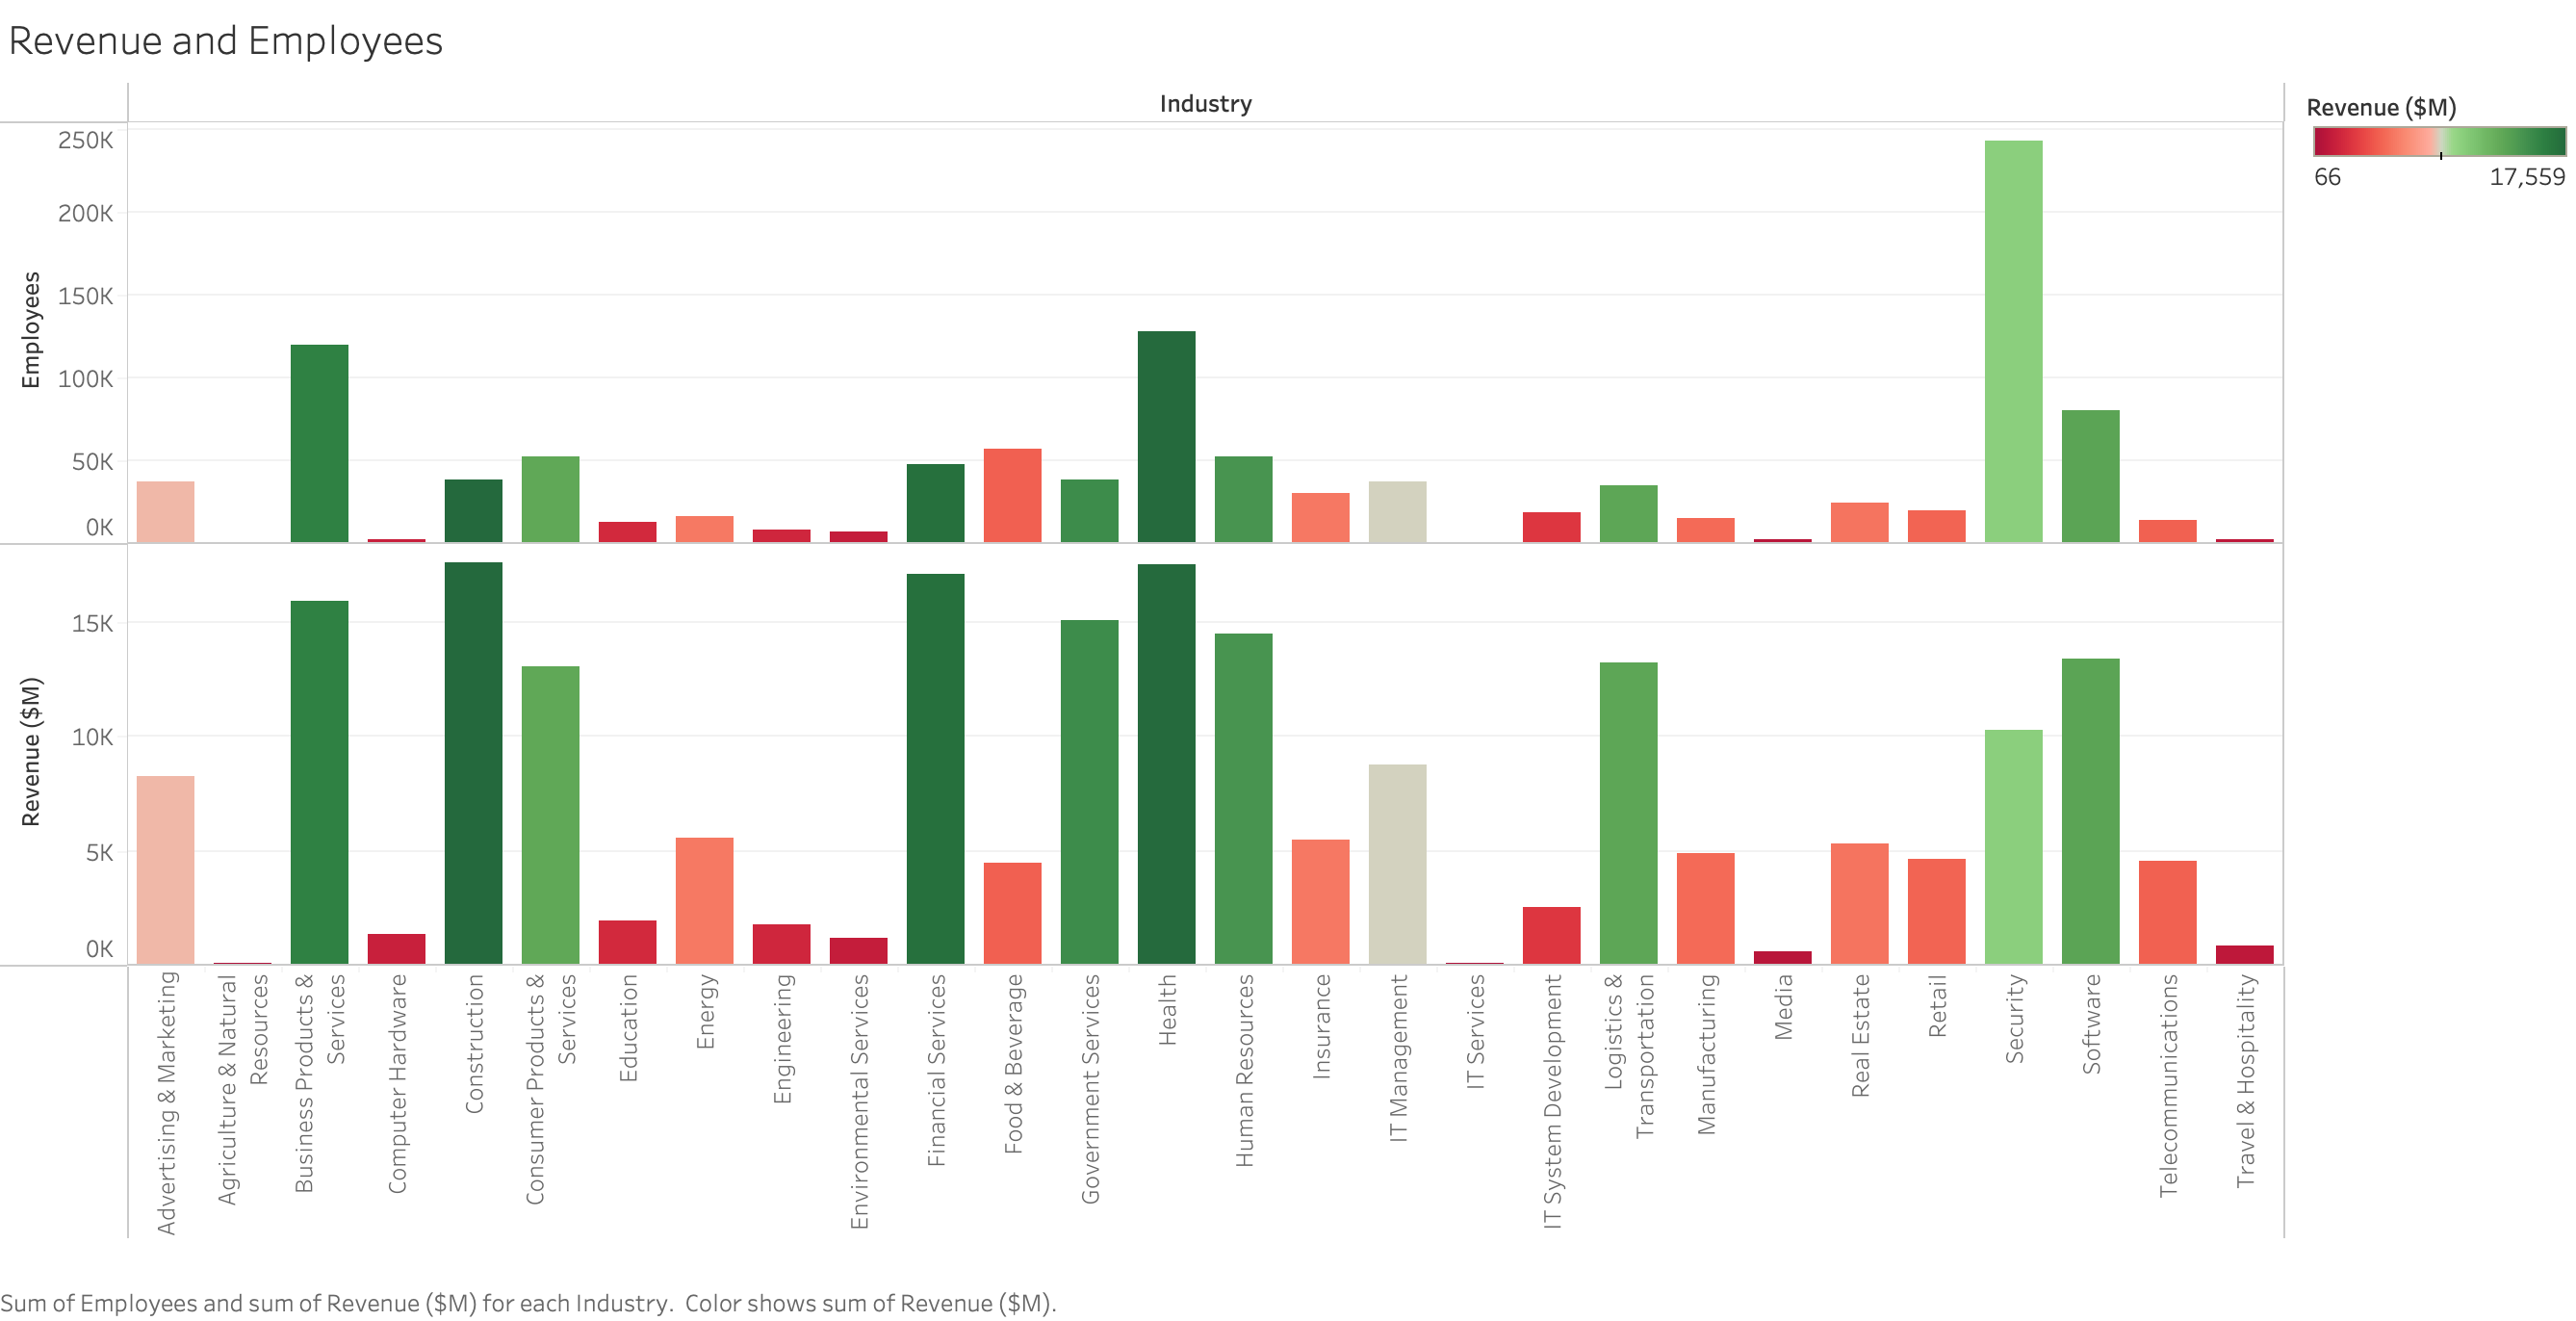 Revenue and Employees
Industry
Revenue ($M)
66
17,559
Employees
250K
200K
150K
100K
50K
0K
Revenue ($M)
15K
10K
5K
0K
Advertising & Marketing
Agriculture & Natural
Resources
Business Products &
Services
Computer Hardware
Construction
Consumer Products &
Services
Education
Energy
Engineering
Environmental Services
Financial Services
Food & Beverage
Government Services
Health
Human Resources
Insurance
IT Management
IT Services
IT System Development
Logistics &
Transportation
Manufacturing
Media
Real Estate
Retail
Security
Software
Telecommunications
Travel & Hospitality
Sum of Employees and sum of Revenue ($M) for each Industry.  Color shows sum of Revenue ($M).